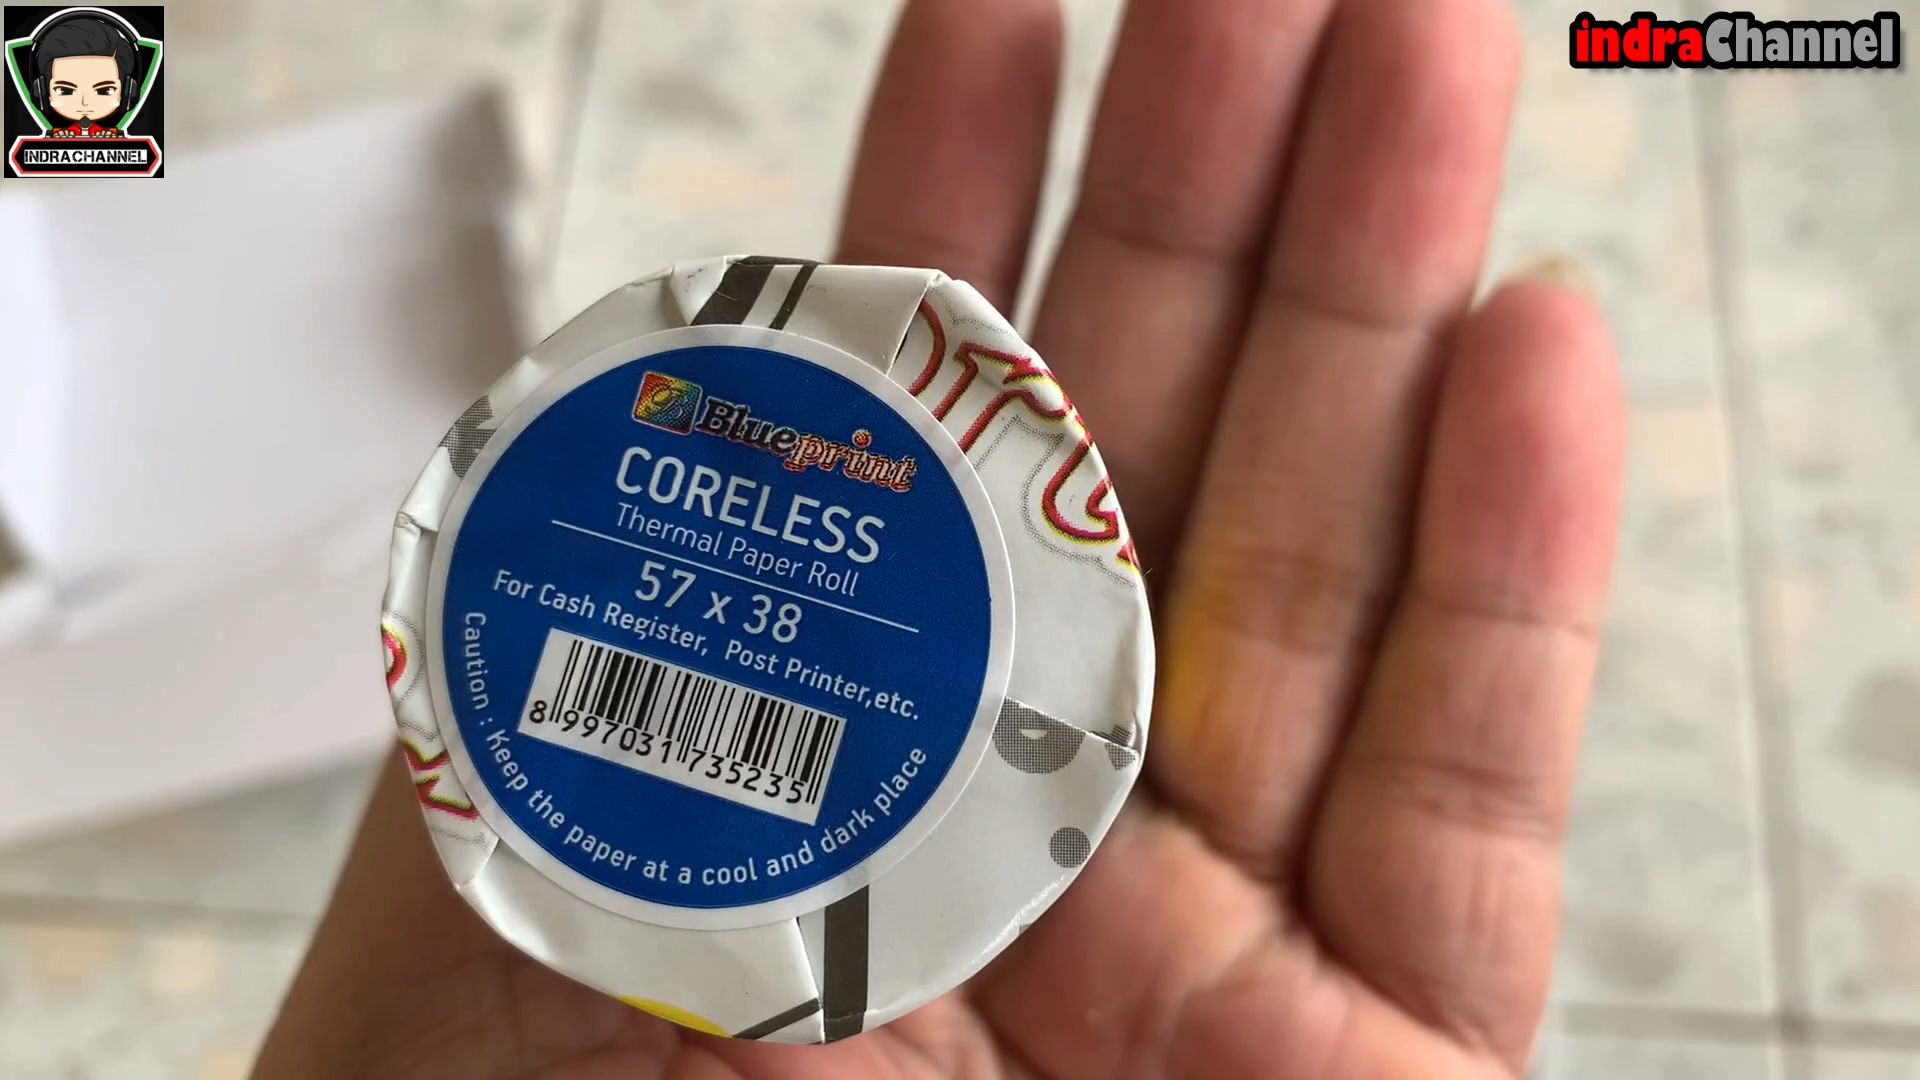 INDRACHANNEL
indraChannel
Blueprint
CORELESS
Thermal Paper Roll
57 x 38
For Cash Register, Post Printer,etc.
8 997031 735235
Caution : Keep the paper at a cool and dark place